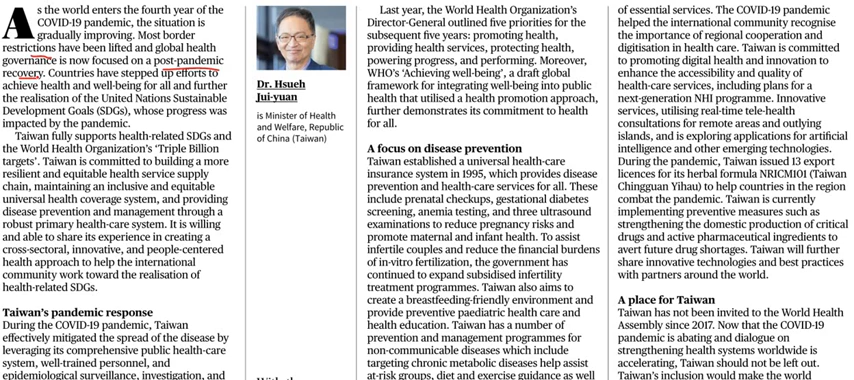 As the world enters the fourth year of the
COVID-19 pandemic, the situation is
gradually improving. Most border
restrictions have been lifted and global health
governance is now focused on a post-pandemic
recovery. Countries have stepped up efforts to
achieve health and well-being for all and further
the realisation of the United Nations Sustainable
Development Goals (SDGs), whose progress was
impacted by the pandemic.
Taiwan fully supports health-related SDGs and
the World Health Organization's 'Triple Billion
targets'. Taiwan is committed to building a more
resilient and equitable health service supply
chain, maintaining an inclusive and equitable
universal health coverage system, and providing
disease prevention and management through a
robust primary health-care system. It is willing
and able to share its experience in creating a
cross-sectoral, innovative, and people-centered
health approach to help the international
community work toward the realisation of
health-related SDGs.
Taiwan's pandemic response
During the COVID-19 pandemic, Taiwan
effectively mitigated the spread of the disease by
leveraging its comprehensive public health-care
system, well-trained personnel, and
epidemiological surveillance, investigation, and
Dr. Hsueh
Jui-yuan
is Minister of Health
and Welfare, Republic
of China (Taiwan)
Last year, the World Health Organization's
Director-General outlined five priorities for the
subsequent five years: promoting health,
providing health services, protecting health,
powering progress, and performing. Moreover,
WHO's 'Achieving well-being', a draft global
framework for integrating well-being into public
health that utilised a health promotion approach,
further demonstrates its commitment to health
for all.
A focus on disease prevention
Taiwan established a universal health-care
insurance system in 1995, which provides disease
prevention and health-care services for all. These
include prenatal checkups, gestational diabetes
screening, anemia testing, and three ultrasound
examinations to reduce pregnancy risks and
promote maternal and infant health. To assist
infertile couples and reduce the financial burdens
of in-vitro fertilization, the government has
continued to expand subsidised infertility
treatment programmes. Taiwan also aims to
create a breastfeeding-friendly environment and
provide preventive paediatric health care and
health education. Taiwan has a number of
prevention and management programmes for
non-communicable diseases which include
targeting chronic metabolic diseases help assist
at-risk groups, diet and exercise guidance as well
of essential services. The COVID-19 pandemic
helped the international community recognise
the importance of regional cooperation and
digitisation in health care. Taiwan is committed
to promoting digital health and innovation to
enhance the accessibility and quality of
health-care services, including plans for a
next-generation NHI programme. Innovative
services, utilising real-time tele-health
consultations for remote areas and outlying
islands, and is exploring applications for artificial
intelligence and other emerging technologies.
During the pandemic, Taiwan issued 13 export
licences for its herbal formula NRICM101 (Taiwan
Chingguan Yihau) to help countries in the region
combat the pandemic. Taiwan is currently
implementing preventive measures such as
strengthening the domestic production of critical
drugs and active pharmaceutical ingredients to
avert future drug shortages. Taiwan will further
share innovative technologies and best practices
with partners around the world.
A place for Taiwan
Taiwan has not been invited to the World Health
Assembly since 2017. Now that the COVID-19
pandemic is abating and dialogue on
strengthening health systems worldwide is
accelerating, Taiwan should not be left out.
Taiwan's inclusion would make the world